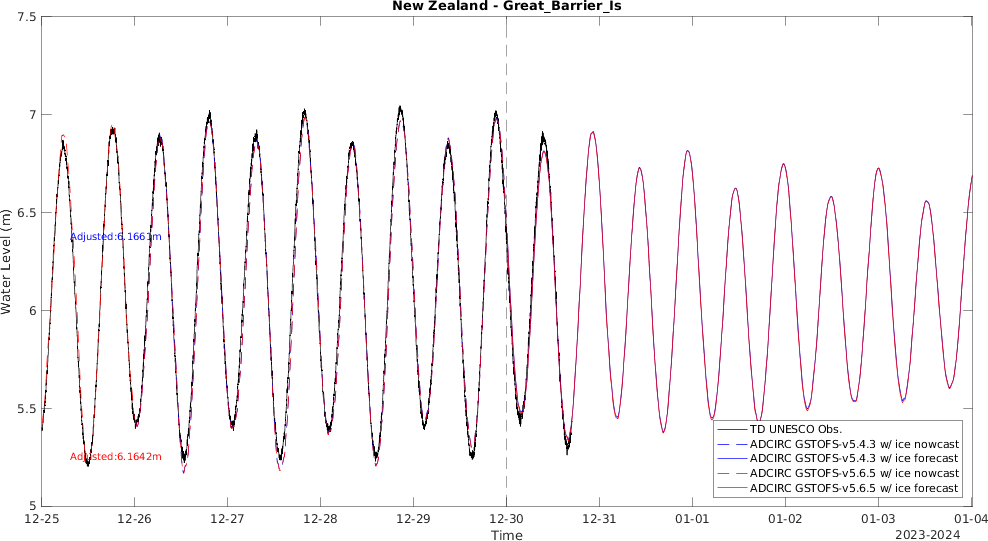 New Zealand - Great_Barrier_Is
7.5
7
6.5
6
5.5
5
Water Level (m)
Adjusted:6.1661m
Adjusted:6.1642m
TD UNESCO Obs.
ADCIRC GSTOFS-v5.4.3 w/ ice nowcast
ADCIRC GSTOFS-v5.4.3 w/ ice forecast
ADCIRC GSTOFS-v5.6.5 w/ ice nowcast
ADCIRC GSTOFS-v5.6.5 w/ ice forecast
12-25 12-26 12-27 12-28 12-29 12-30 12-31 01-01 01-02 01-03 01-04
Time
2023-2024